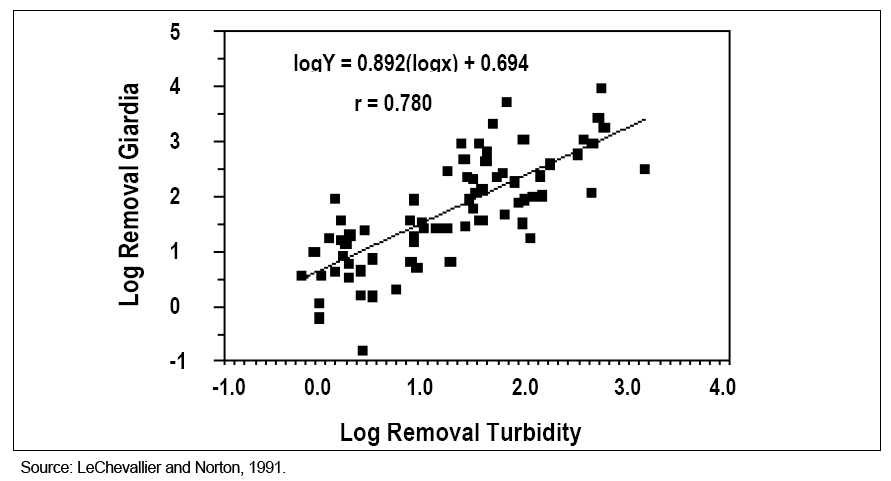 5
logY = 0.892(logx) + 0.694
4
r = 0.780
3
2
1
0
-1
-1.0 0.0 1.0 2.0 3.0 4.0
Log Removal Giardia
Log Removal Turbidity
Source: LeChevallier and Norton, 1991.